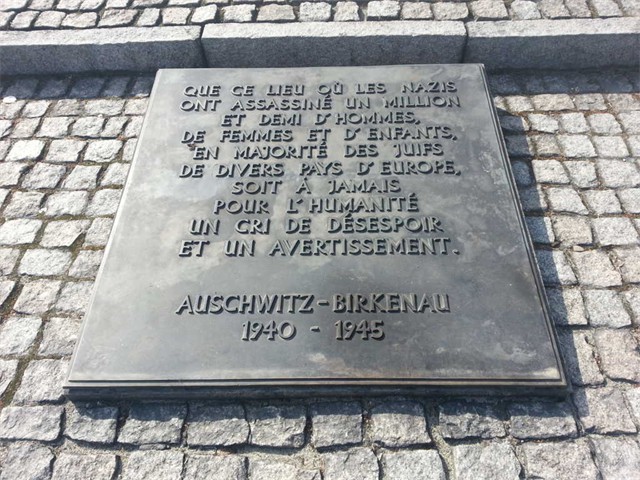 QUE CE LIEU OÙ LES NAZIS
ONT ASSASSINÉ UN MILLION
ET DEMI D'HOMMES,
DE FEMMES ET D'ENFANTS,
EN MAJORITÉ DES JUIFS
DE DIVERS PAYS D'EUROPE,
SOIT À JAMAIS
POUR L'HUMANITÉ
UN CRI DE DÉSESPOIR
ET UN AVERTISSEMENT.
AUSCHWITZ-BIRKENAU
1940 - 1945